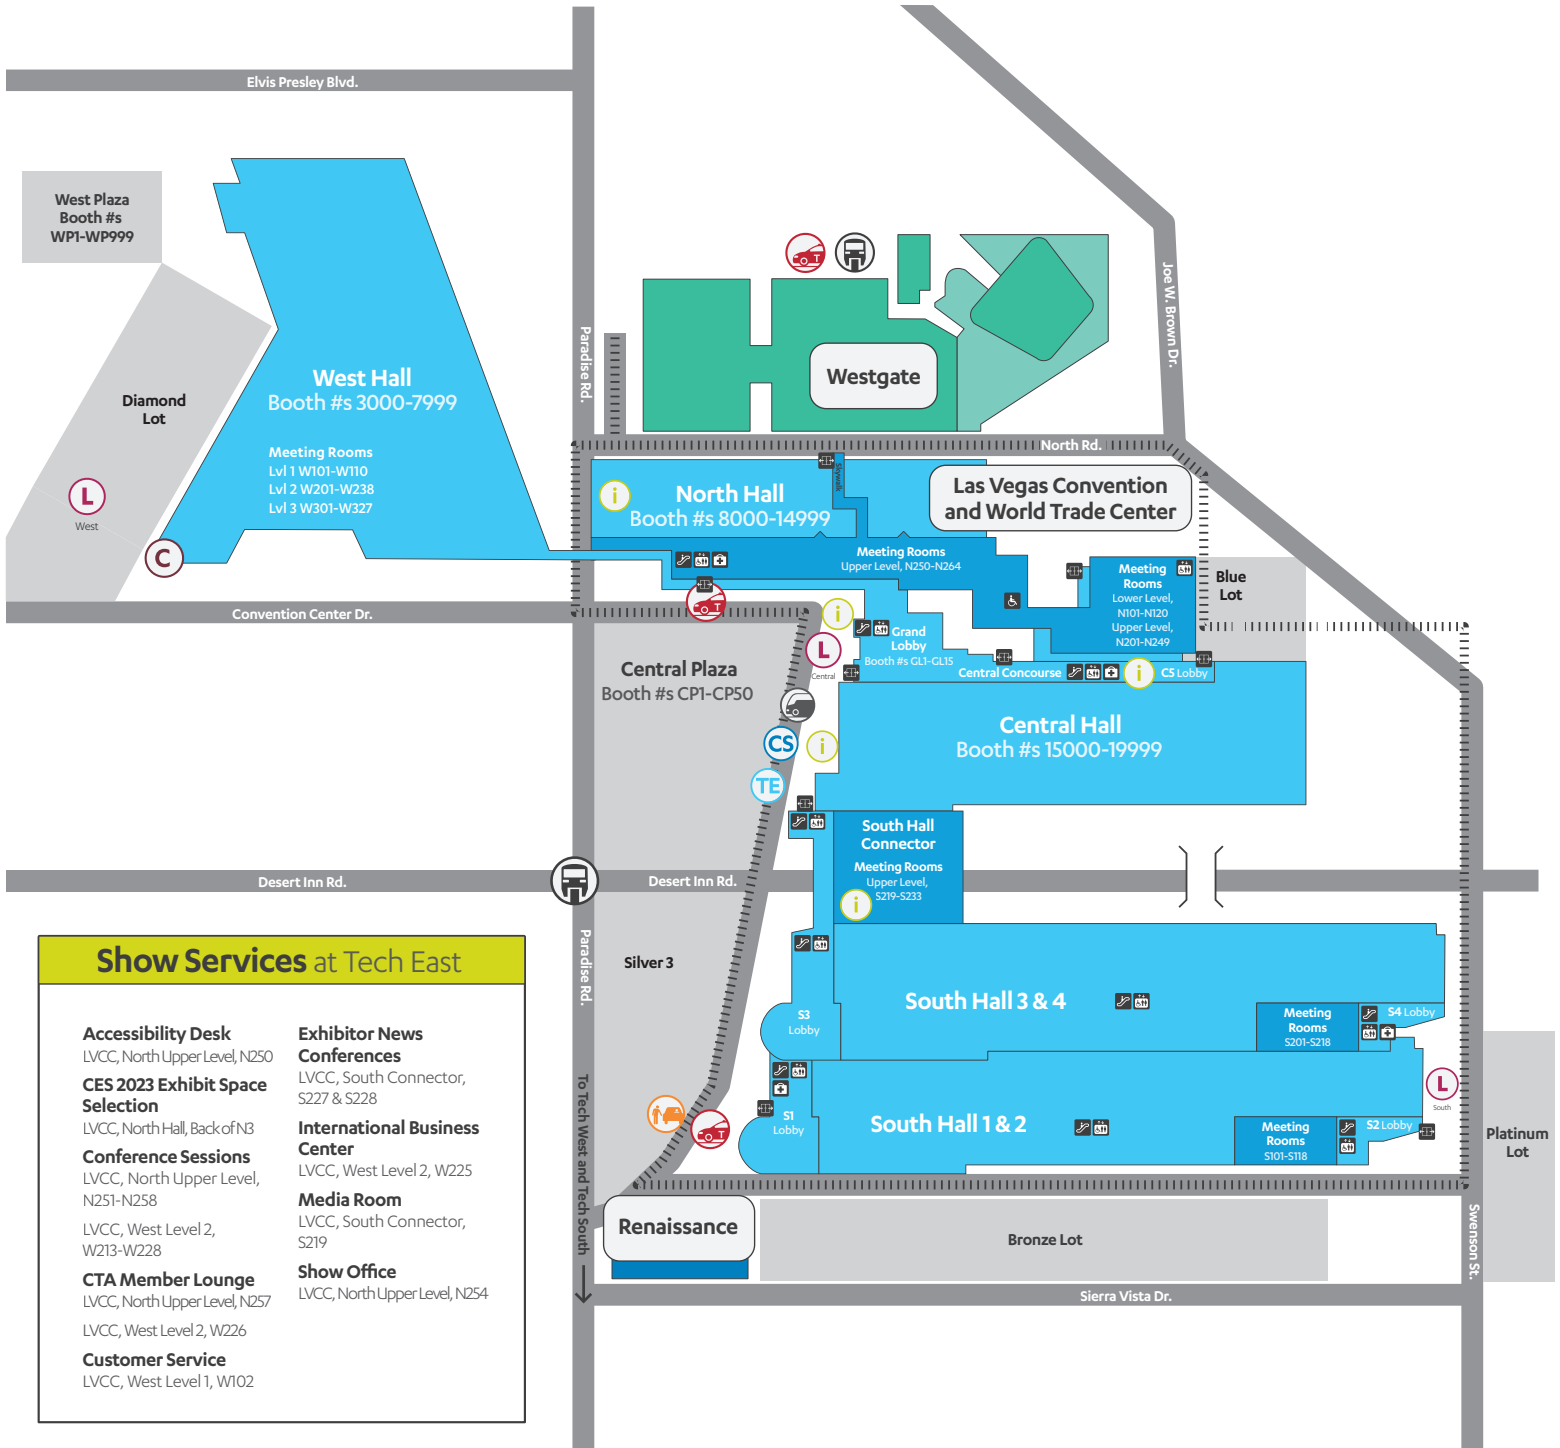 Elvis Presley Blvd.
West Plaza
Booth #s
WP1-WP999
Diamond
Lot
L
West
C
West Hall
Booth #s 3000-7999
Meeting Rooms
Lvl 1 W101-W110
Lvl 2 W201-W238
Lvl 3 W301-W327
Paradise Rd.
T
Westgate
Joe W. Brown Dr.
North Rd.
i
North Hall
Booth #s 8000-14999
Skywalk
Las Vegas Convention
and World Trade Center
Meeting Rooms
Upper Level, N250-N264
Meeting
Rooms
Lower Level,
N101-N120
Upper Level,
N201-N249
Blue
Lot
Convention Center Dr.
T
i
L
Central
Grand
Lobby
Booth #s GL1-GL15
Central Concourse
i
C5 Lobby
Central Plaza
Booth #s CP1-CP50
CS
i
TE
Central Hall
Booth #s 15000-19999
South Hall
Connector
Meeting Rooms
Upper Level,
S219-S233
i
Desert Inn Rd.
Desert Inn Rd.
Paradise Rd.
Silver 3
S3
Lobby
South Hall 3 & 4
Meeting
Rooms
S201-S218
S4 Lobby
L
South
S1
Lobby
South Hall 1 & 2
Meeting
Rooms
S101-S118
S2 Lobby
Platinum
Lot
T
To Tech West and Tech South
Renaissance
Bronze Lot
Swenson St.
Sierra Vista Dr.
Show Services at Tech East
Accessibility Desk
LVCC, North Upper Level, N250
CES 2023 Exhibit Space
Selection
LVCC, North Hall, Back of N3
Conference Sessions
LVCC, North Upper Level,
N251-N258
LVCC, West Level 2,
W213-W228
CTA Member Lounge
LVCC, North Upper Level, N257
LVCC, West Level 2, W226
Customer Service
LVCC, West Level 1, W102
Exhibitor News
Conferences
LVCC, South Connector,
S227 & S228
International Business
Center
LVCC, West Level 2, W225
Media Room
LVCC, South Connector,
S219
Show Office
LVCC, North Upper Level, N254